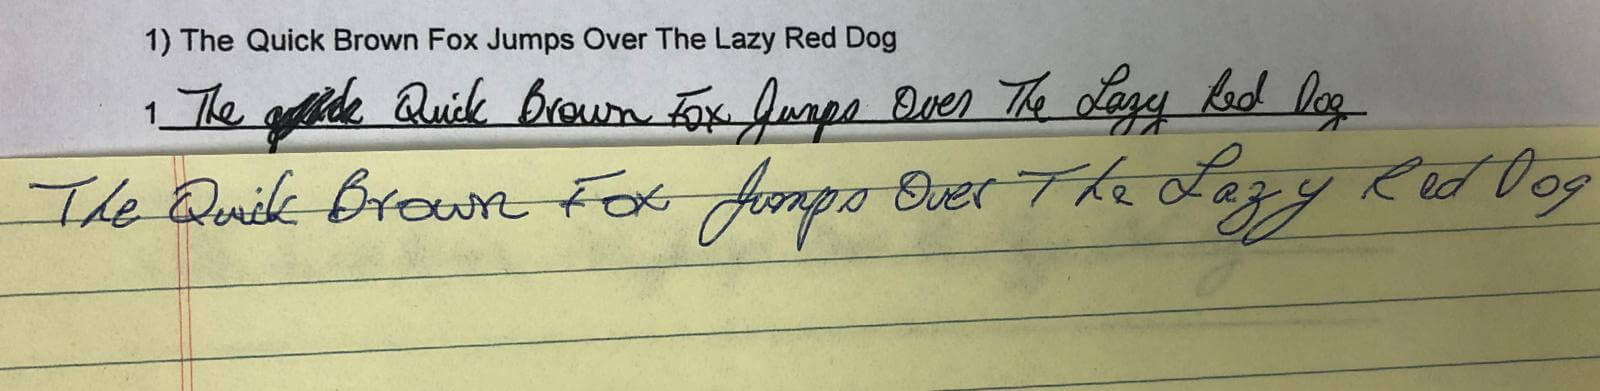 1) The Quick Brown Fox Jumps Over The Lazy Red Dog
1 The Quick Brown Fox Jumps Over The Lazy Red Dog
The Quick Brown Fox Jumps Over The Lazy Red Dog